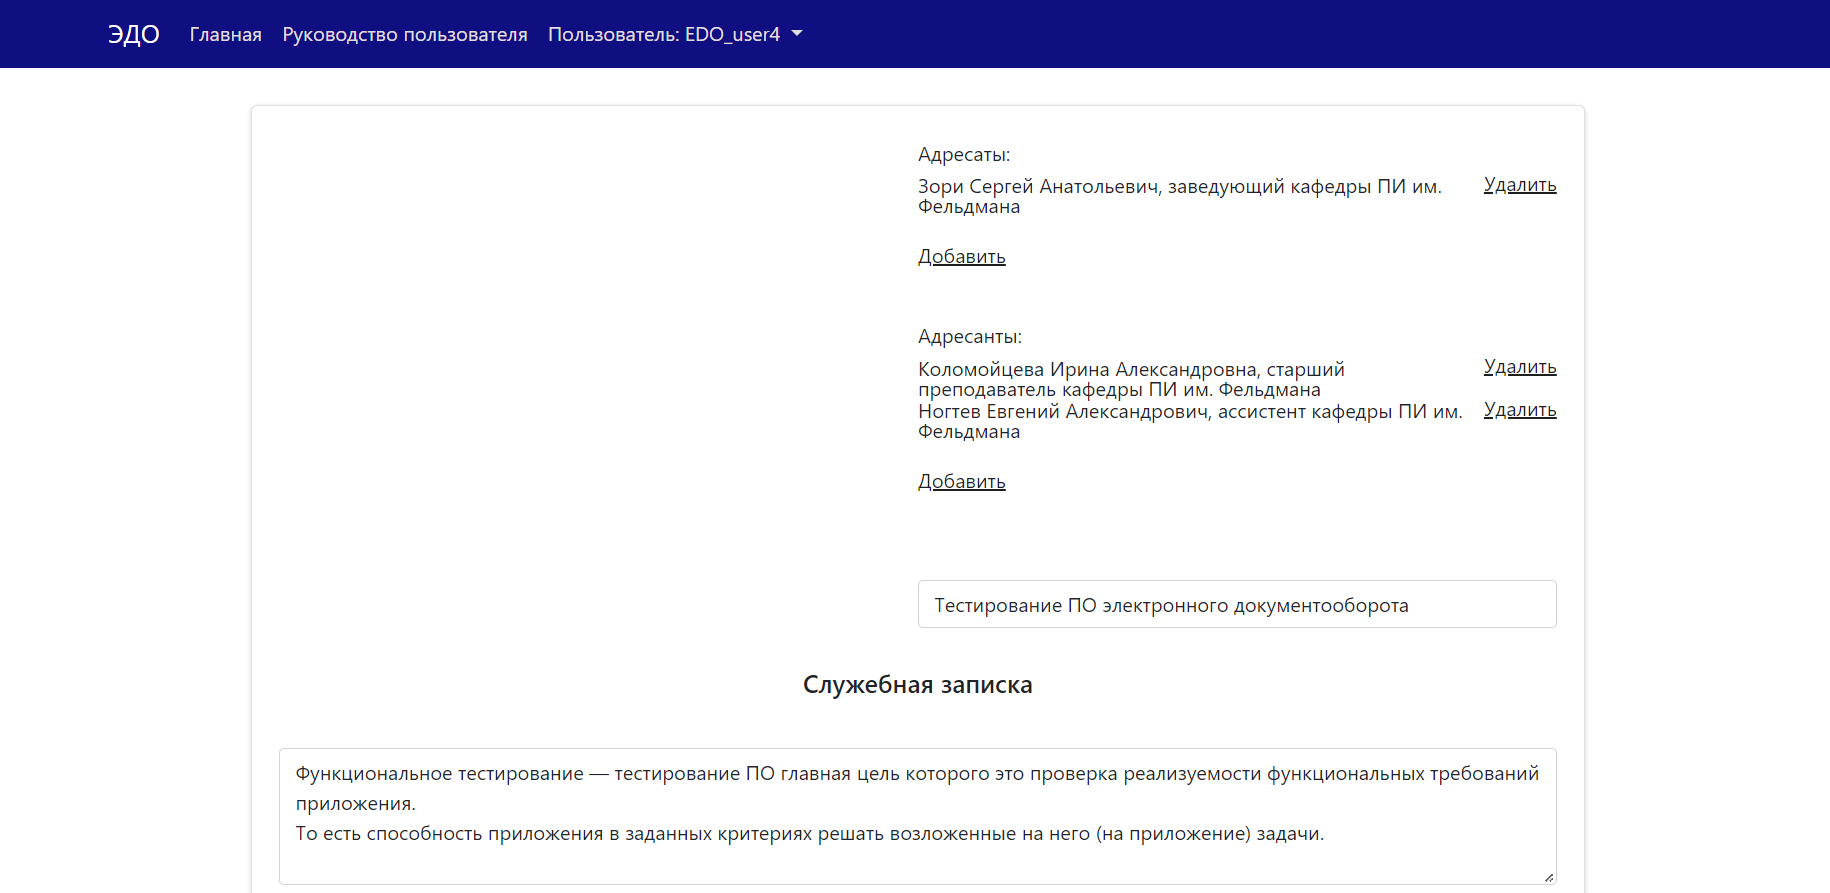 ЭДО Главная Руководство пользователя Пользователь: EDO_user4
Адресаты:
Зори Сергей Анатольевич, заведующий кафедры ПИ им. Удалить
Фельдмана
Добавить
Адресанты:
Коломойцева Ирина Александровна, старший Удалить
преподаватель кафедры ПИ им. Фельдмана
Ногтев Евгений Александрович, ассистент кафедры ПИ им. Удалить
Фельдмана
Добавить
Тестирование ПО электронного документооборота
Служебная записка
Функциональное тестирование — тестирование ПО главная цель которого это проверка реализуемости функциональных требований
приложения.
То есть способность приложения в заданных критериях решать возложенные на него (на приложение) задачи.